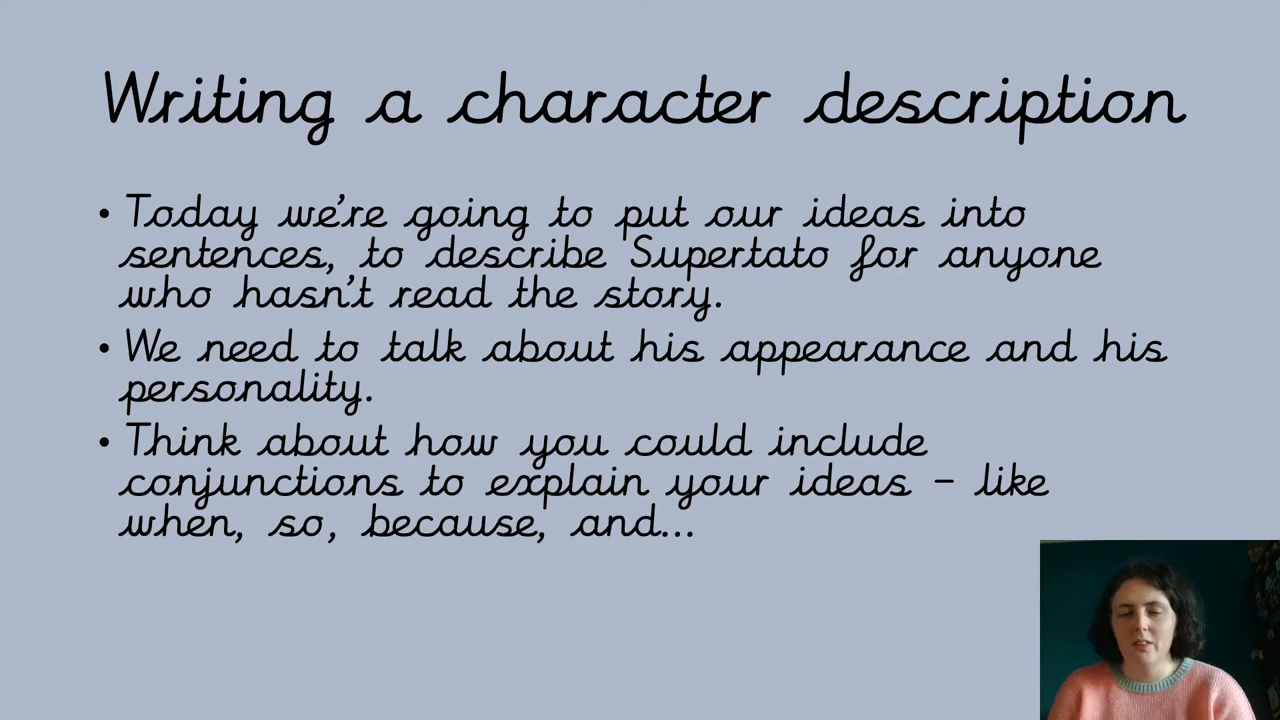 Writing a character description
• Today we're going to put our ideas into
sentences, to describe Supertato for anyone
who hasn't read the story.
• We need to talk about his appearance and his
personality.
• Think about how you could include
conjunctions to explain your ideas – like
when, so, because, and...